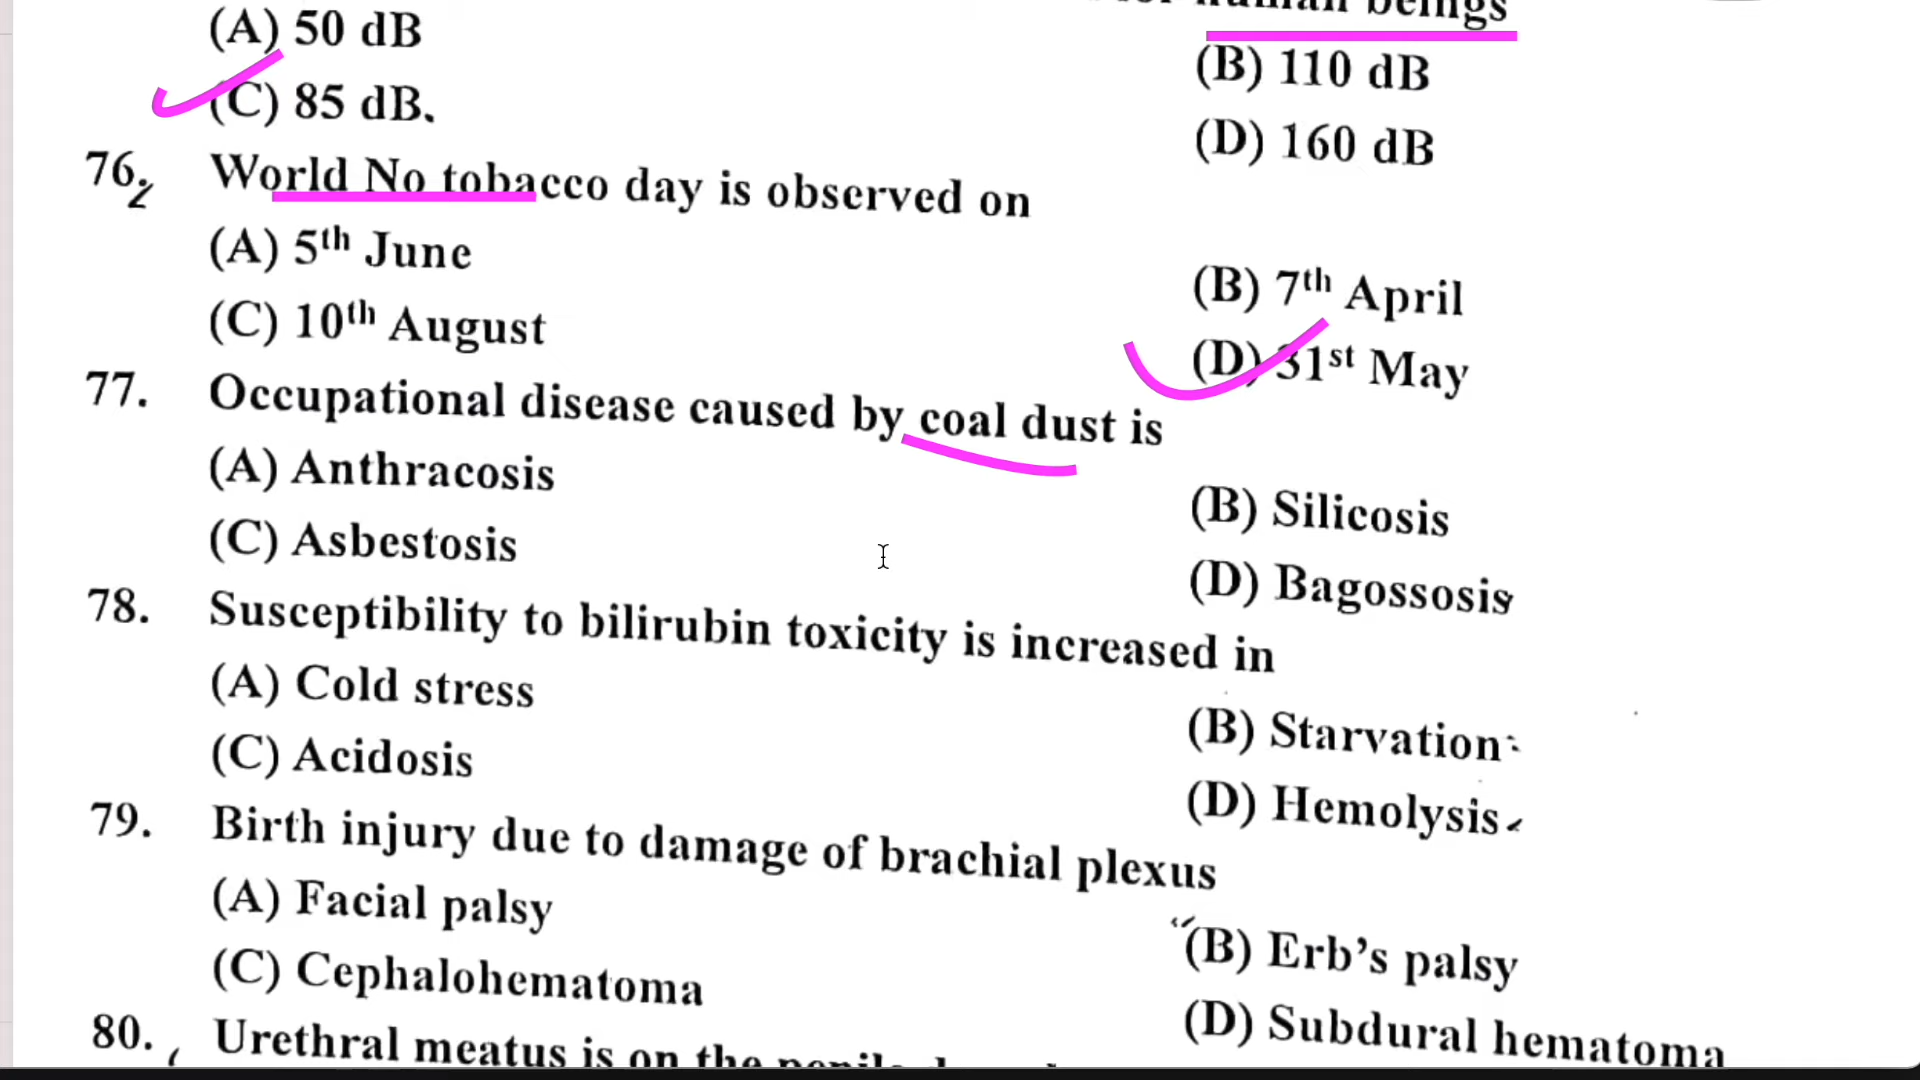 human beings
(A) 50 dB
(B) 110 dB
(C) 85 dB.
(D) 160 dB
76. World No tobacco day is observed on
(A) 5th June
(B) 7th April
(C) 10th August
(D) 31st May
77. Occupational disease caused by coal dust is
(A) Anthracosis
(B) Silicosis
(C) Asbestosis
(D) Bagossosis
78. Susceptibility to bilirubin toxicity is increased in
(A) Cold stress
(B) Starvation
(C) Acidosis
(D) Hemolysis
79. Birth injury due to damage of brachial plexus
(A) Facial palsy
(B) Erb's palsy
(C) Cephalohematoma
(D) Subdural hematoma
80. Urethral meatus is on the